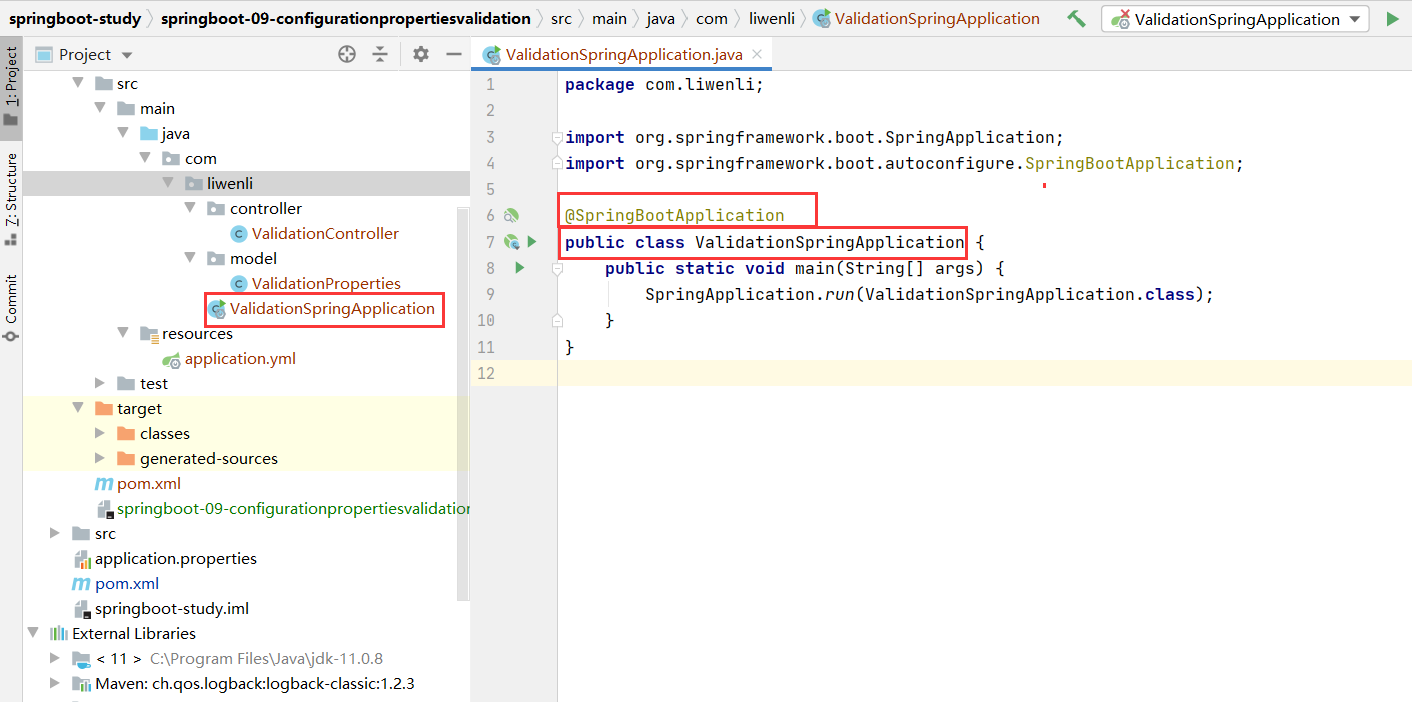 springboot-study springboot-09-configurationpropertiesvalidation src main java com liwenli ValidationSpringApplication ValidationSpringApplication
1: Project
7: Structure
Commit
Project
src
main
java
com
liwenli
controller
ValidationController
model
ValidationProperties
ValidationSpringApplication
resources
application.yml
test
target
classes
generated-sources
pom.xml
springboot-09-configurationpropertiesvalidation
src
application.properties
pom.xml
springboot-study.iml
External Libraries
< 11 > C:\Program Files\Java\jdk-11.0.8
Maven: ch.qos.logback:logback-classic:1.2.3
ValidationSpringApplication.java
1 package com.liwenli;
2
3 import org.springframework.boot.SpringApplication;
4 import org.springframework.boot.autoconfigure.SpringBootApplication;
5
6 @SpringBootApplication
7 public class ValidationSpringApplication {
8 public static void main(String[] args) {
9 SpringApplication.run(ValidationSpringApplication.class);
10 }
11 }
12